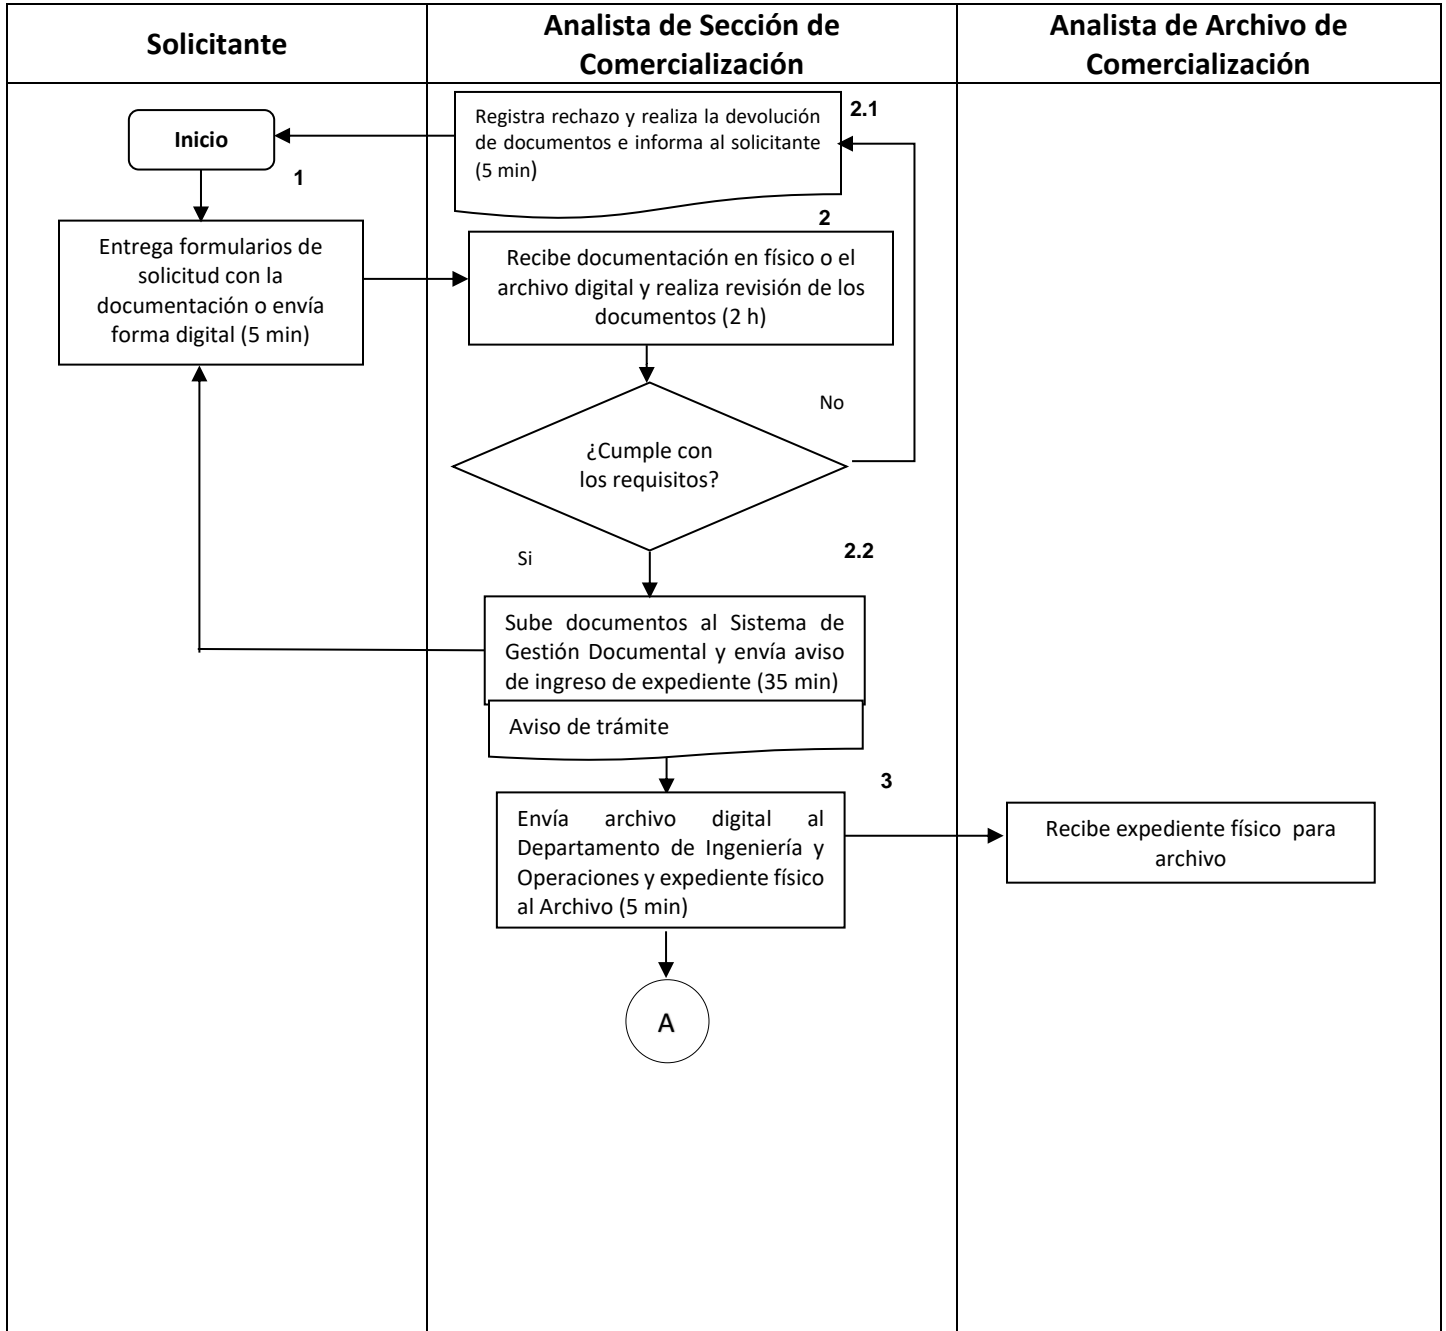 Solicitante
Analista de Sección de
Comercialización
Analista de Archivo de
Comercialización
Registra rechazo y realiza la devolución
de documentos e informa al solicitante
(5 min)
2.1
Inicio
1
Entrega formularios de
solicitud con la
documentación o envía
forma digital (5 min)
2
Recibe documentación en físico o el
archivo digital y realiza revisión de los
documentos (2 h)
No
¿Cumple con
los requisitos?
Si
2.2
Sube documentos al Sistema de
Gestión Documental y envía aviso
de ingreso de expediente (35 min)
Aviso de trámite
3
Envía archivo digital al
Departamento de Ingeniería y
Operaciones y expediente físico
al Archivo (5 min)
Recibe expediente físico para
archivo
A